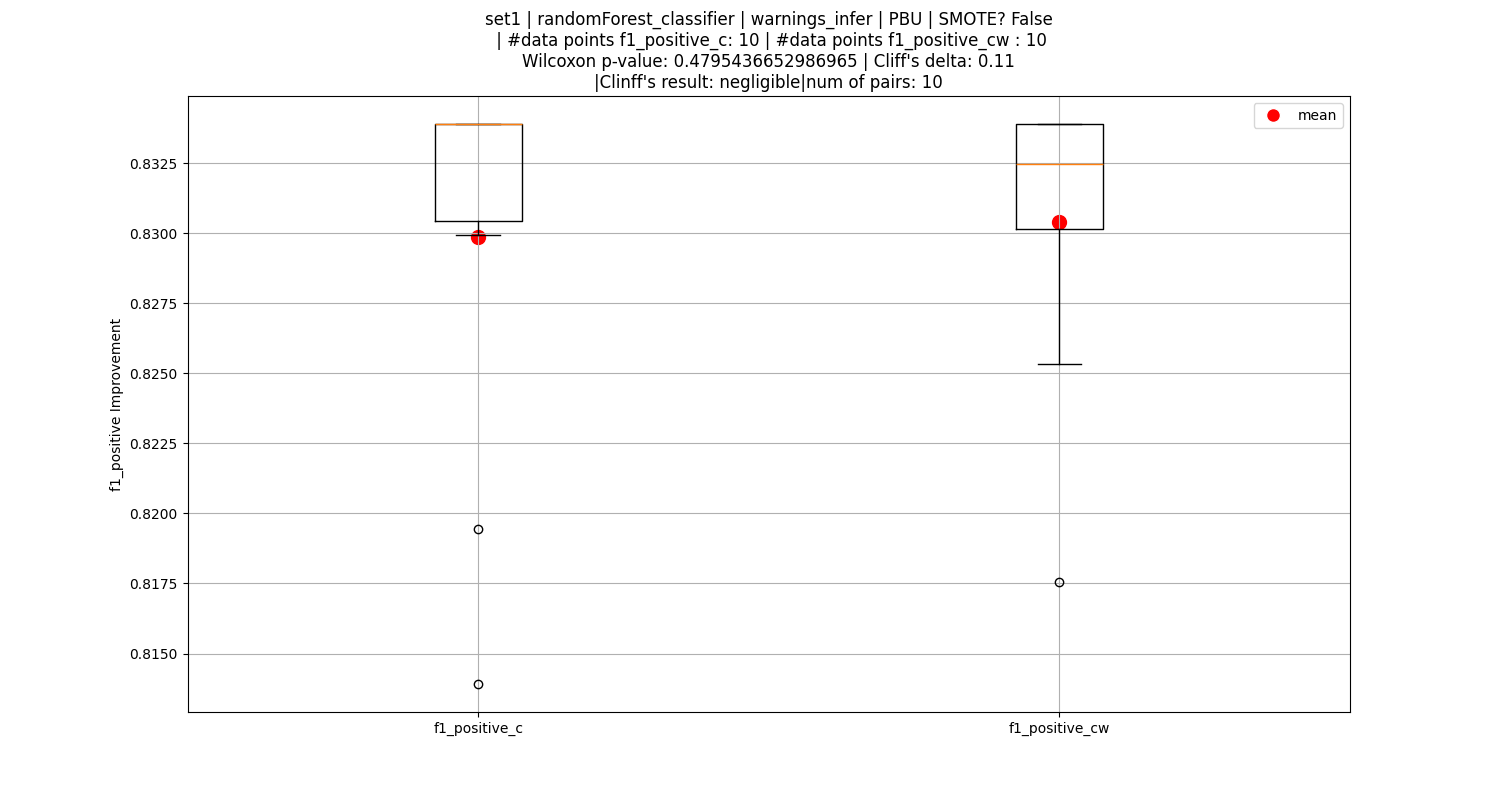 set1 | randomForest_classifier | warnings_infer | PBU | SMOTE? False
| #data points f1_positive_c: 10 | #data points f1_positive_cw : 10
Wilcoxon p-value: 0.4795436652986965 | Cliff's delta: 0.11
|Clinff's result: negligible|num of pairs: 10
mean
f1_positive Improvement
0.8325
0.8300
0.8275
0.8250
0.8225
0.8200
0.8175
0.8150
f1_positive_c
f1_positive_cw